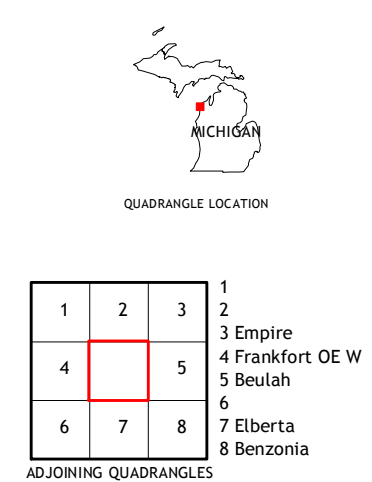 MICHIGAN
QUADRANGLE LOCATION
1 2 3
4 5
6 7 8
1
2
3 Empire
4 Frankfort OE W
5 Beulah
6
7 Elberta
8 Benzonia
ADJOINING QUADRANGLES